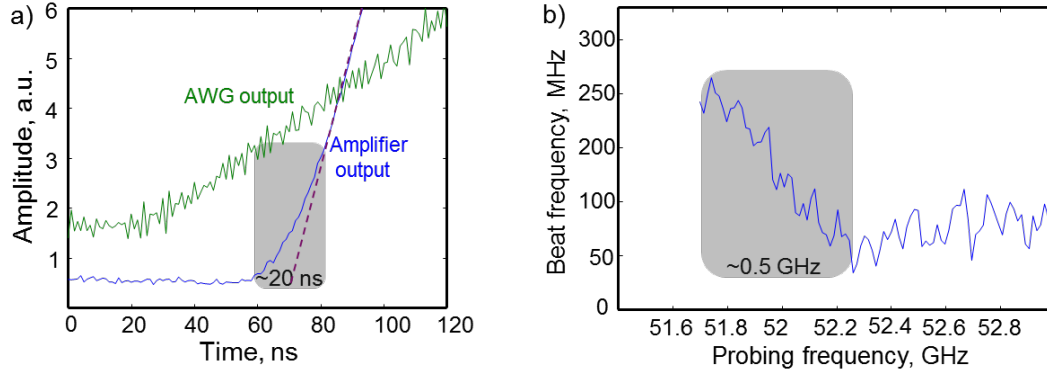 a)
Amplitude, a.u.
6
5
4
3
2
1
AWG output
Amplifier
output
~20 ns
0 20 40 60 80 100 120
Time, ns
b)
Beat frequency, MHz
300
250
200
150
100
50
0
~0.5 GHz
51.6 51.8 52 52.2 52.4 52.6 52.8
Probing frequency, GHz